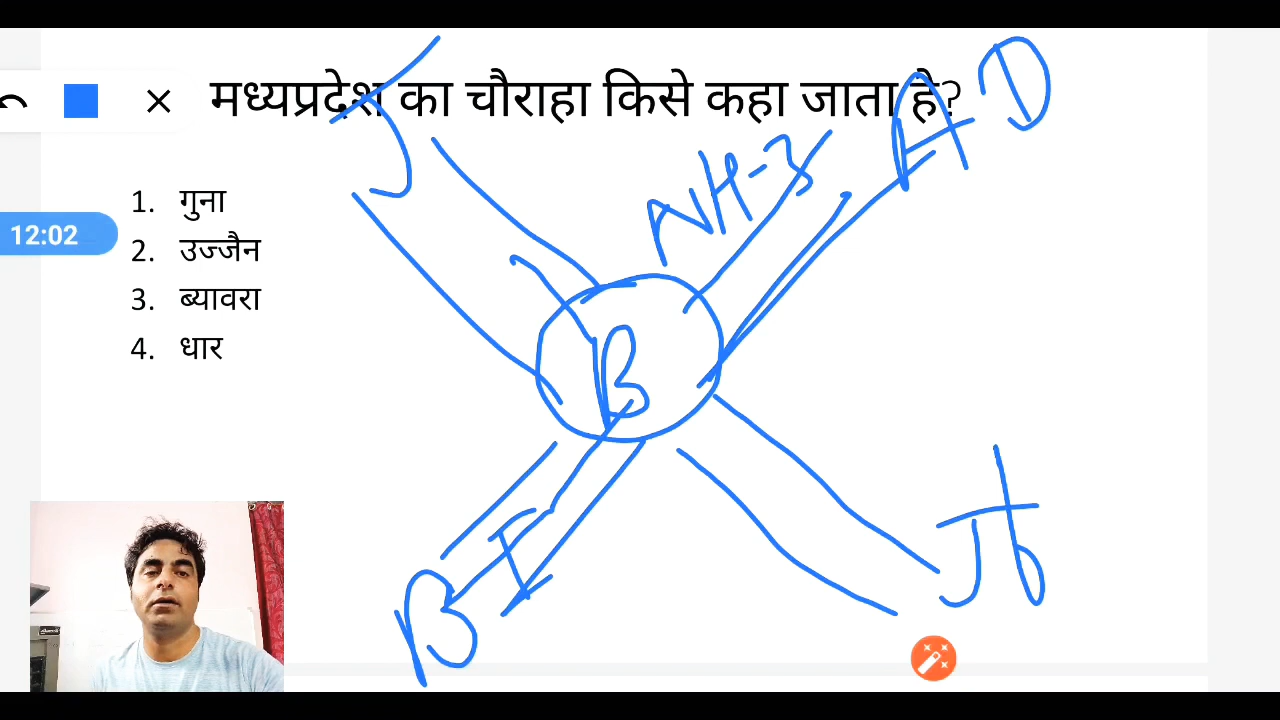 मध्यप्रदेश का चौराहा किसे कहा जाता है?
1. गुना
2. उज्जैन
3. ब्यावरा
4. धार
12:02
J
NH-3
A D
B
B I